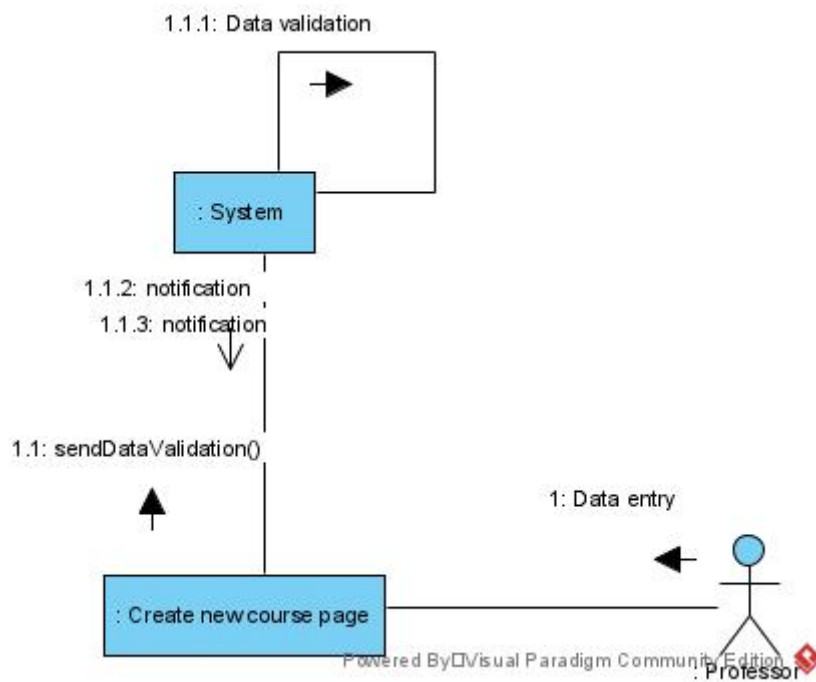 1.1.1: Data validation
: System
1.1.2: notification
1.1.3: notification
1.1: sendDataValidation()
1: Data entry
: Create new course page
Powered By□Visual Paradigm Community Edition
: Professor